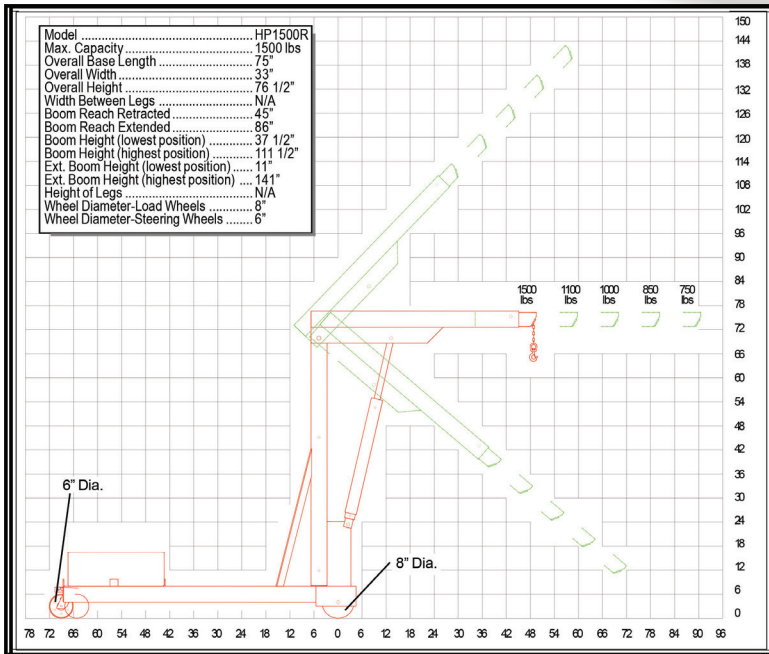 Model ........................... HP1500R
Max. Capacity ................... 1500 lbs
Overall Base Length ............. 75”
Overall Width ................... 33”
Overall Height .................. 76 1/2”
Width Between Legs .............. N/A
Boom Reach Retracted ............ 45”
Boom Reach Extended ............. 86”
Boom Height (lowest position) ... 37 1/2”
Boom Height (highest position) .. 111 1/2”
Ext. Boom Height (lowest position) ..... 11”
Ext. Boom Height (highest position) .... 141”
Height of Legs .................. N/A
Wheel Diameter-Load Wheels ...... 8”
Wheel Diameter-Steering Wheels .. 6”
150
144
138
132
126
120
114
108
102
96
90
84
78
72
66
60
54
48
42
36
30
24
18
12
6
0
1500 lbs
1100 lbs
1000 lbs
850 lbs
750 lbs
6” Dia.
8” Dia.
78 72 66 60 54 48 42 36 30 24 18 12 6 0 6 12 18 24 30 36 42 48 54 60 66 72 78 84 90 96